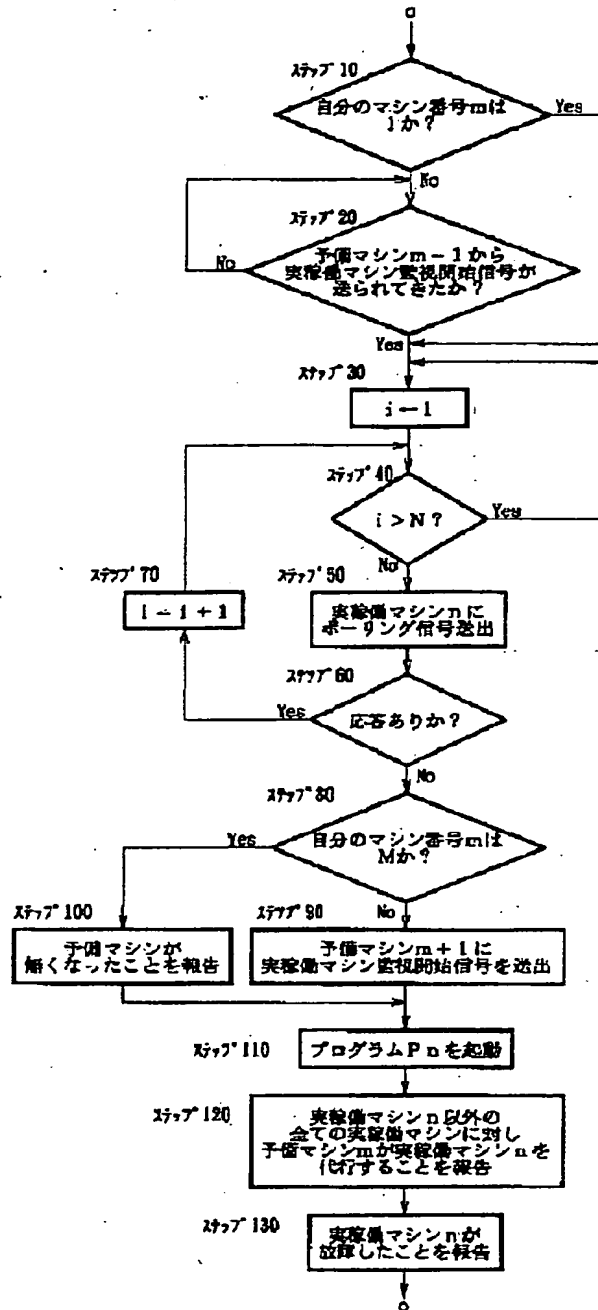 a
ステップ10
自分のマシン番号mは
1か?
Yes
No
ステップ20
予備マシンm-1から
実稼働マシン監視開始信号が
送られてきたか?
No
Yes
ステップ30
i←1
ステップ40
i>N?
Yes
No
ステップ70
i←i+1
ステップ50
実稼働マシンnに
ポーリング信号送出
ステップ60
応答ありか?
Yes
No
ステップ80
自分のマシン番号mは
Mか?
Yes
No
ステップ100
予備マシンが
無くなったことを報告
ステップ90
予備マシンm+1に
実稼働マシン監視開始信号を送出
ステップ110
プログラムPnを起動
ステップ120
実稼働マシンn以外の
全ての実稼働マシンに対し
予備マシンmが実稼働マシンnを
代行することを報告
ステップ130
実稼働マシンnが
故障したことを報告